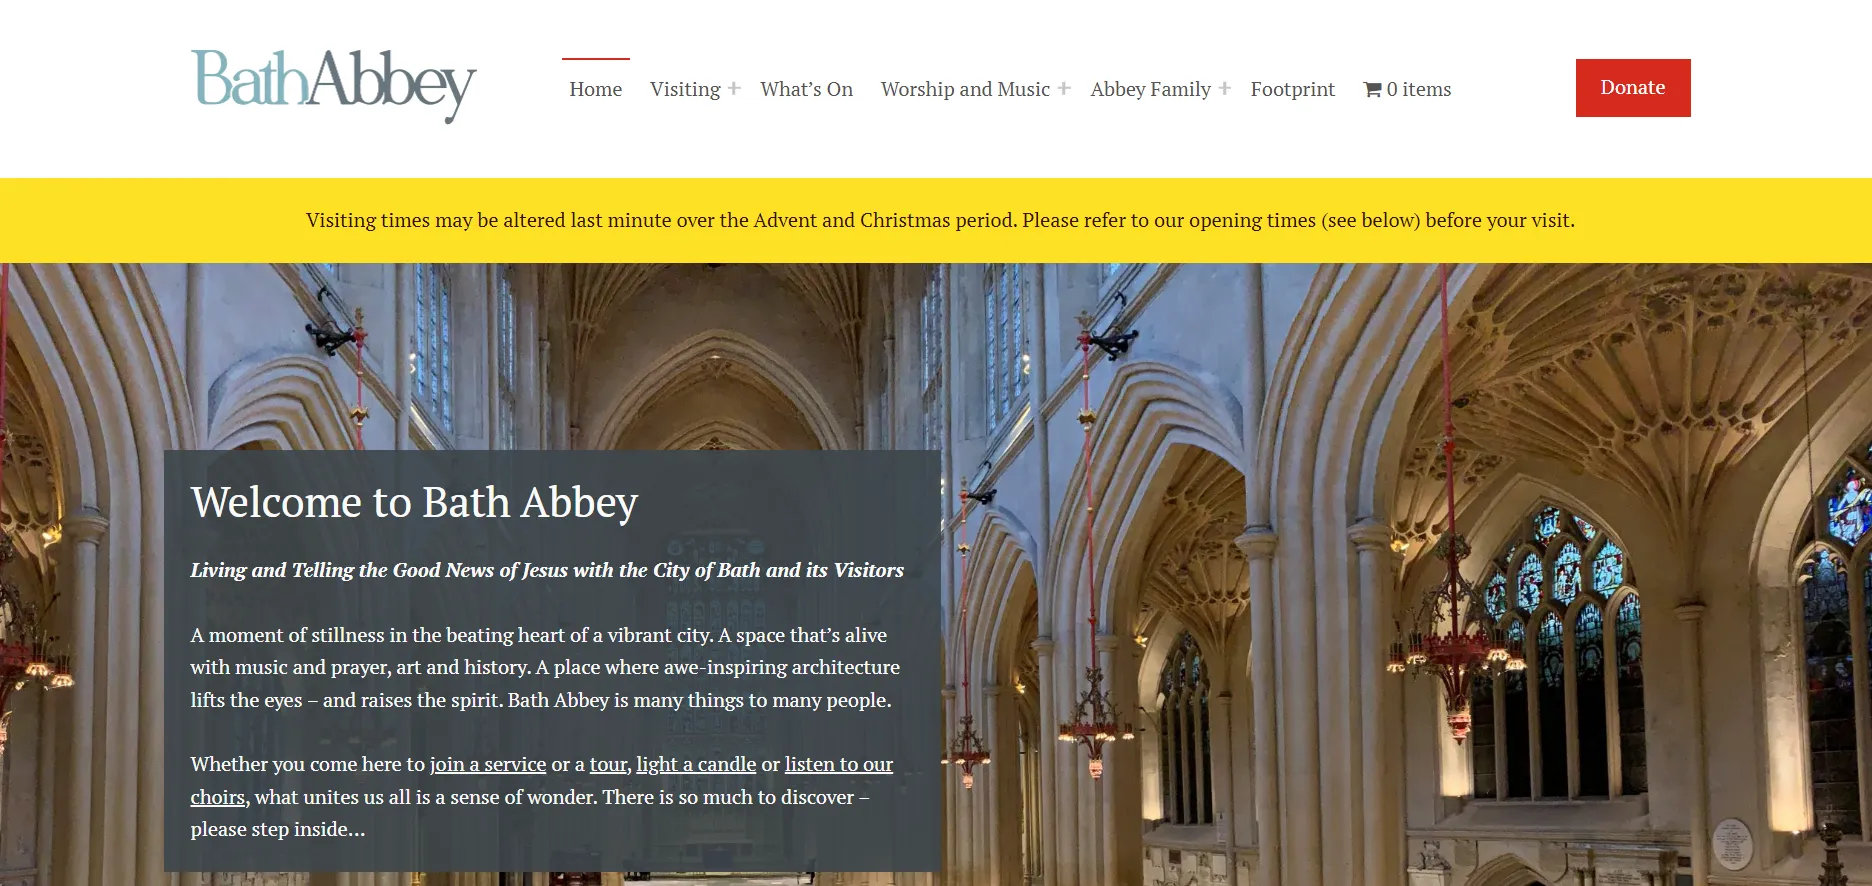 BathAbbey
Home
Visiting +
What's On
Worship and Music +
Abbey Family +
Footprint
0 items
Donate
Visiting times may be altered last minute over the Advent and Christmas period. Please refer to our opening times (see below) before your visit.
Welcome to Bath Abbey
Living and Telling the Good News of Jesus with the City of Bath and its Visitors
A moment of stillness in the beating heart of a vibrant city. A space that’s alive
with music and prayer, art and history. A place where awe-inspiring architecture
lifts the eyes – and raises the spirit. Bath Abbey is many things to many people.
Whether you come here to join a service or a tour, light a candle or listen to our
choirs, what unites us all is a sense of wonder. There is so much to discover –
please step inside…